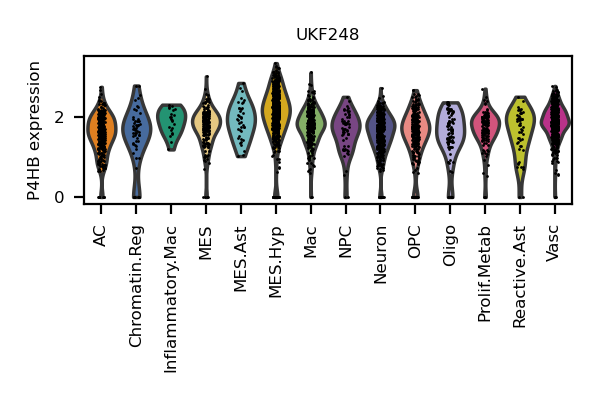 UKF248
P4HB expression
2
0
AC
Chromatin.Reg
Inflammatory.Mac
MES
MES.Ast
MES.Hyp
Mac
NPC
Neuron
OPC
Oligo
Prolif.Metab
Reactive.Ast
Vasc